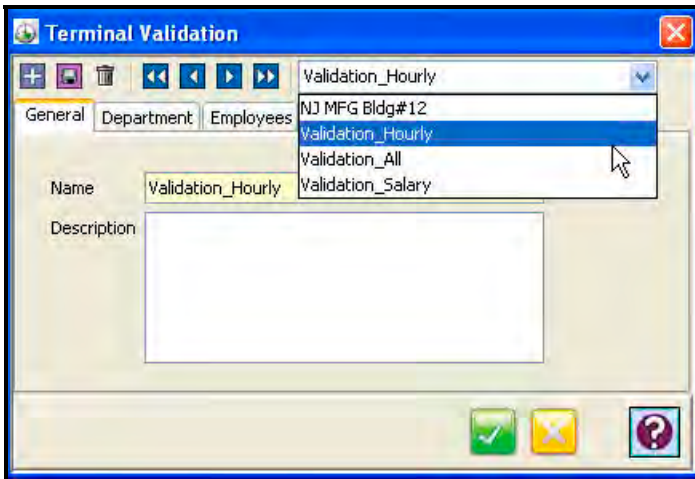 Terminal Validation
Validation_Hourly
General Department Employees
NJ MFG Bldg#12
Validation_Hourly
Validation_All
Validation_Salary
Name Validation_Hourly
Description
?